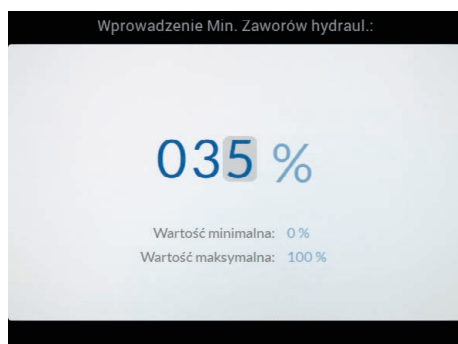 Wprowadzenie Min. Zaworów hydraul.:
035 %
Wartość minimalna: 0 %
Wartość maksymalna: 100 %